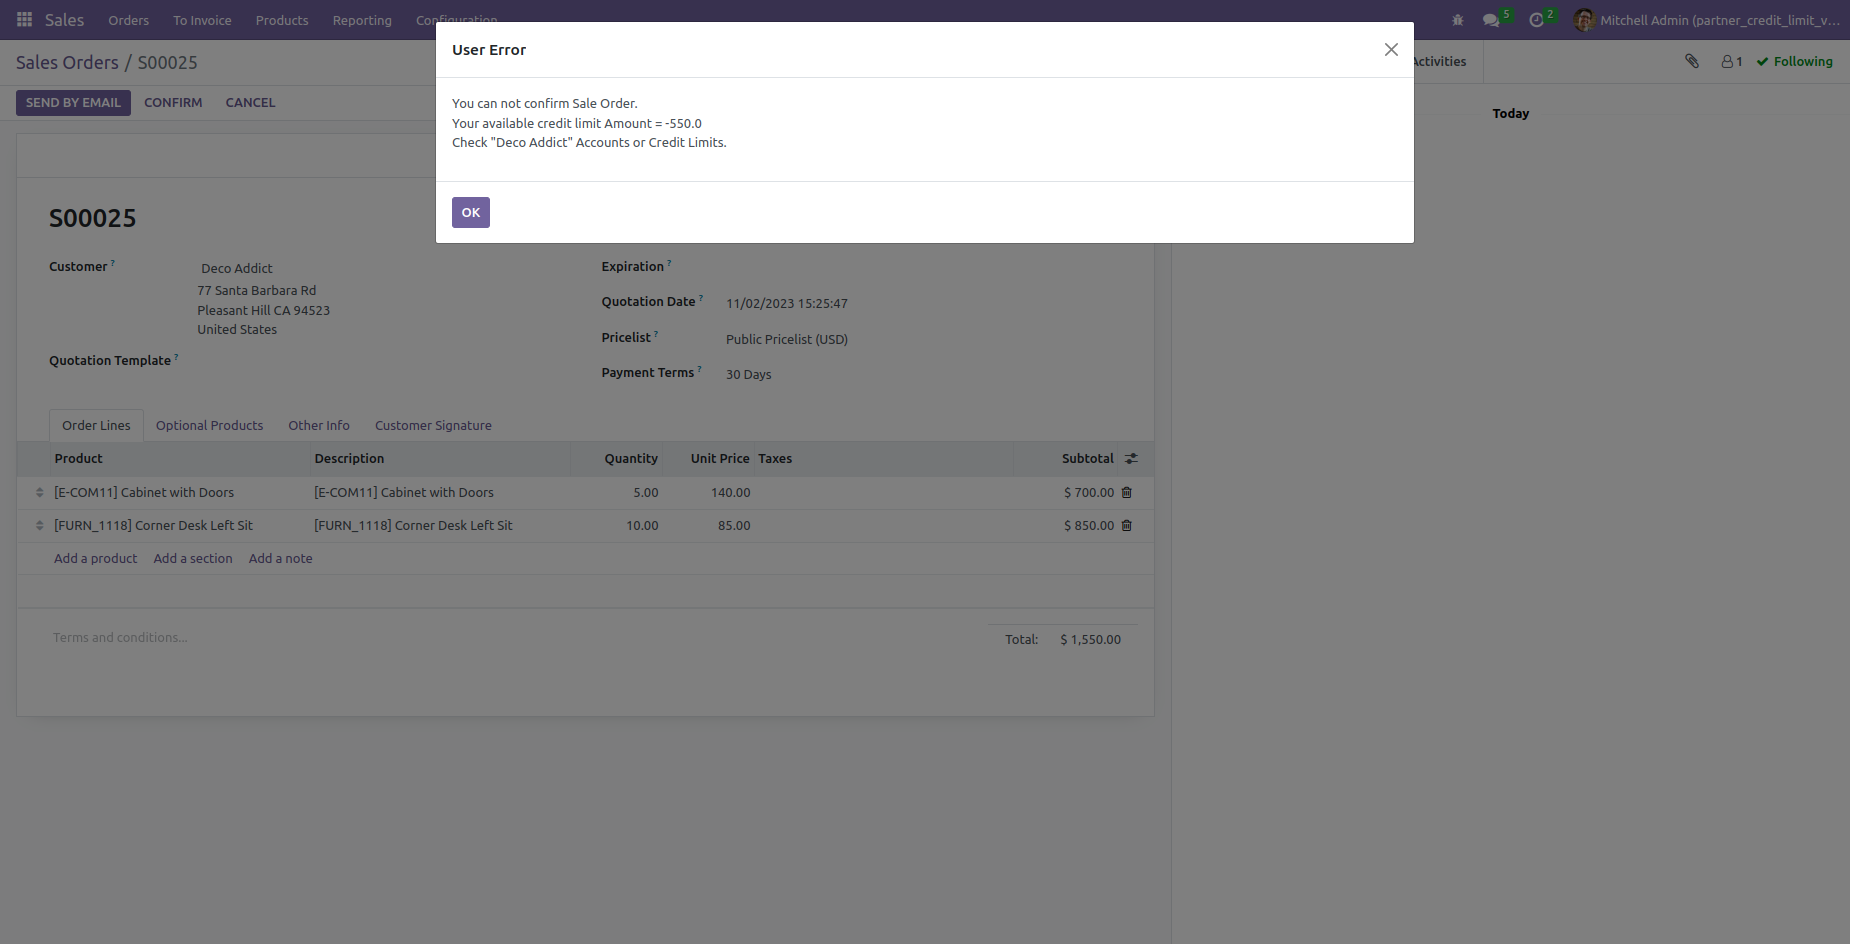 Sales Orders To Invoice Products Reporting Configuration 5 2 Mitchell Admin (partner_credit_limit_v...
User Error
Sales Orders / S00025
Activities 1 Following
SEND BY EMAIL CONFIRM CANCEL
You can not confirm Sale Order.
Your available credit limit Amount = -550.0
Check "Deco Addict" Accounts or Credit Limits.
OK
Today
S00025
Customer ? Deco Addict
77 Santa Barbara Rd
Pleasant Hill CA 94523
United States
Quotation Template ?
Expiration ?
Quotation Date ? 11/02/2023 15:25:47
Pricelist ? Public Pricelist (USD)
Payment Terms ? 30 Days
Order Lines Optional Products Other Info Customer Signature
Product Description Quantity Unit Price Taxes Subtotal
[E-COM11] Cabinet with Doors [E-COM11] Cabinet with Doors 5.00 140.00 $ 700.00
[FURN_1118] Corner Desk Left Sit [FURN_1118] Corner Desk Left Sit 10.00 85.00 $ 850.00
Add a product Add a section Add a note
Terms and conditions...
Total: $ 1,550.00